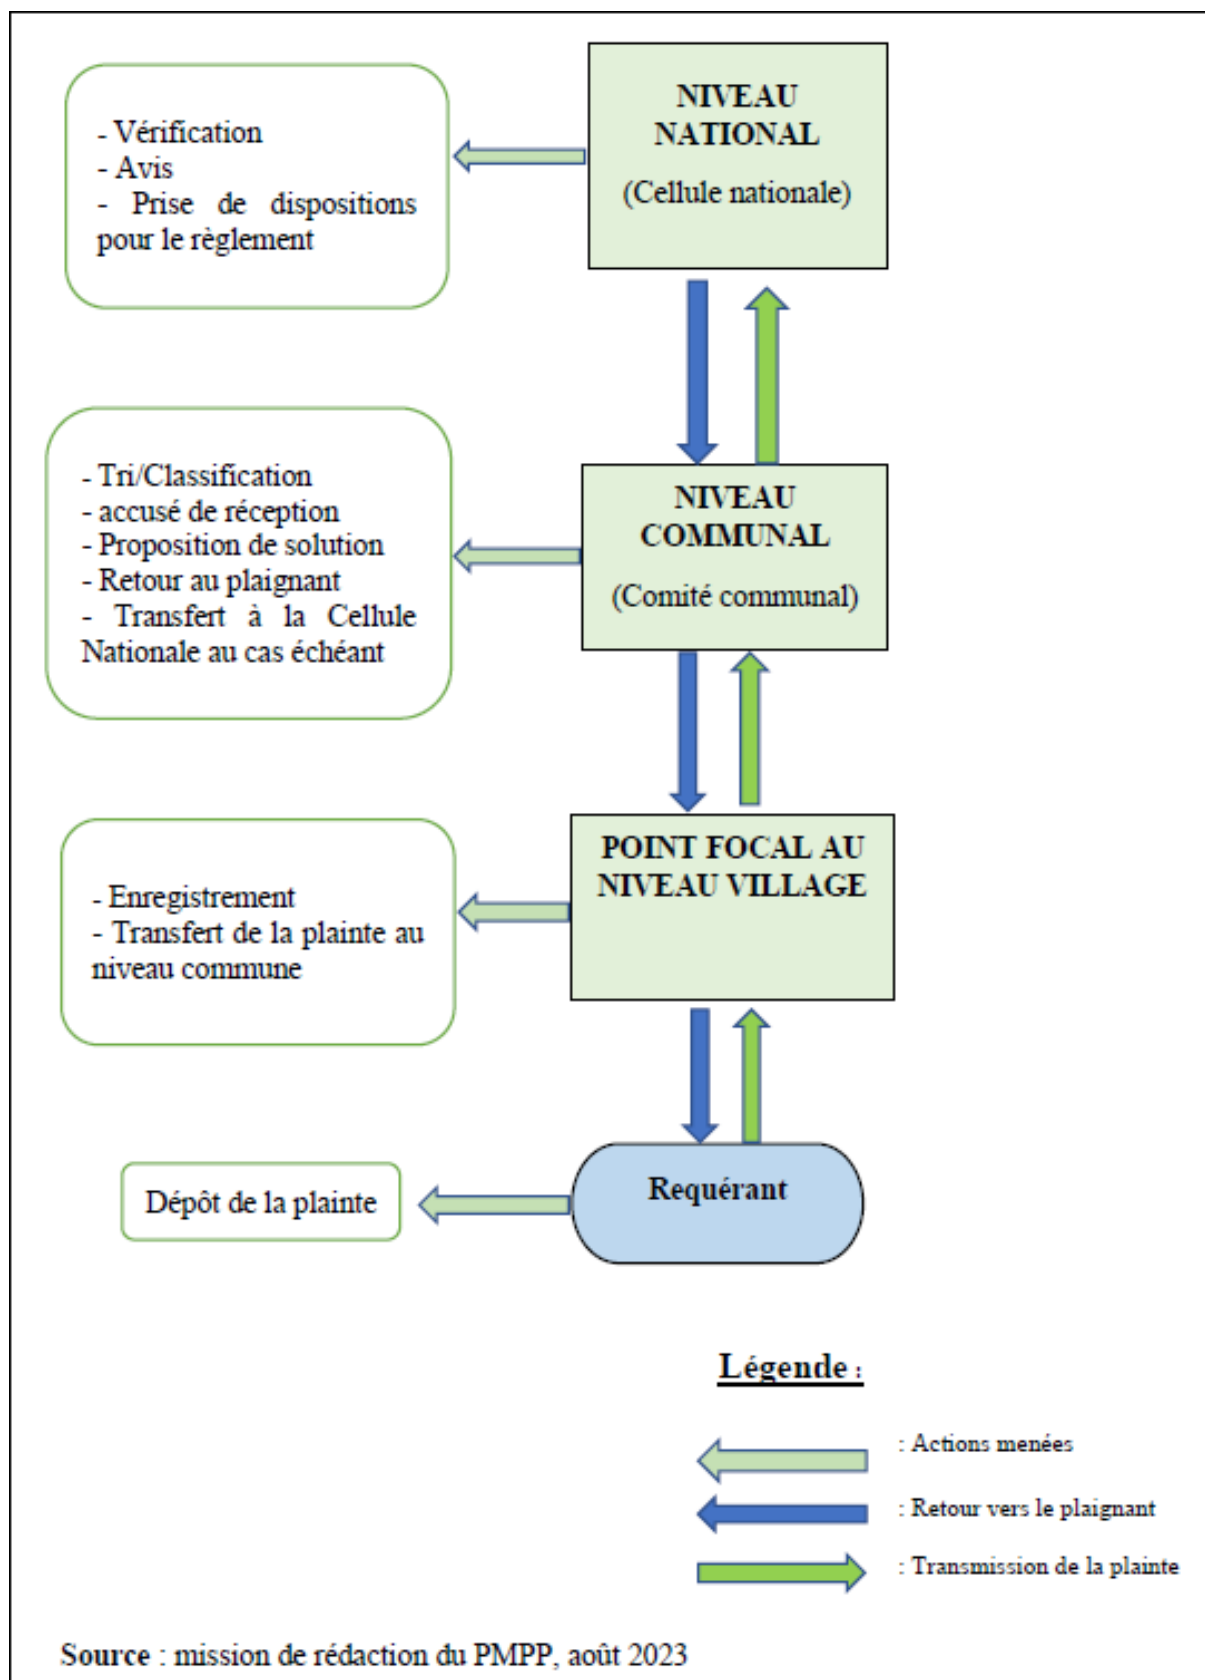 - Vérification
- Avis
- Prise de dispositions
pour le règlement
NIVEAU
NATIONAL
(Cellule nationale)
- Tri/Classification
- accusé de réception
- Proposition de solution
- Retour au plaignant
- Transfert à la Cellule
Nationale au cas échéant
NIVEAU
COMMUNAL
(Comité communal)
- Enregistrement
- Transfert de la plainte au
niveau commune
POINT FOCAL AU
NIVEAU VILLAGE
Dépôt de la plainte
Requérant
Légende :
: Actions menées
: Retour vers le plaignant
: Transmission de la plainte
Source : mission de rédaction du PMPP, août 2023